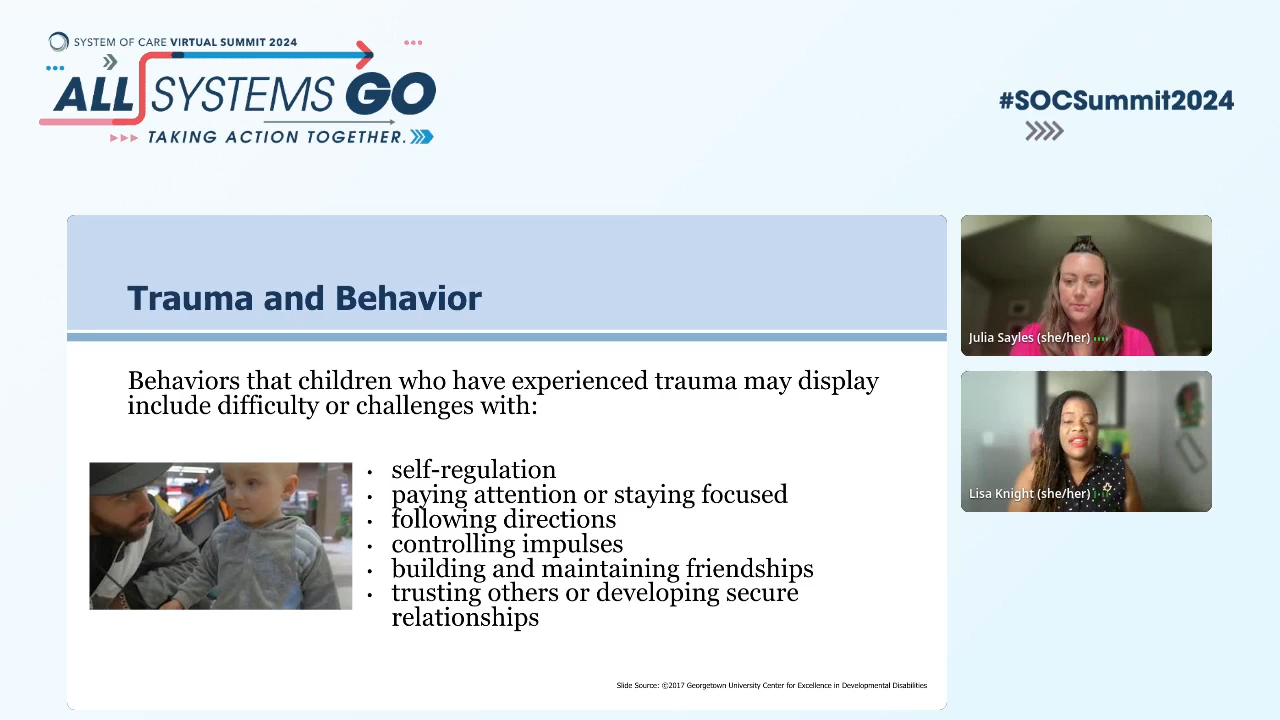 SYSTEM OF CARE VIRTUAL SUMMIT 2024
ALL SYSTEMS GO
TAKING ACTION TOGETHER.
#SOCSummit2024
Trauma and Behavior
Behaviors that children who have experienced trauma may display
include difficulty or challenges with:
• self-regulation
• paying attention or staying focused
• following directions
• controlling impulses
• building and maintaining friendships
• trusting others or developing secure
relationships
Slide Source: ©2017 Georgetown University Center for Excellence in Developmental Disabilities
Julia Sayles (she/her)
Lisa Knight (she/her)